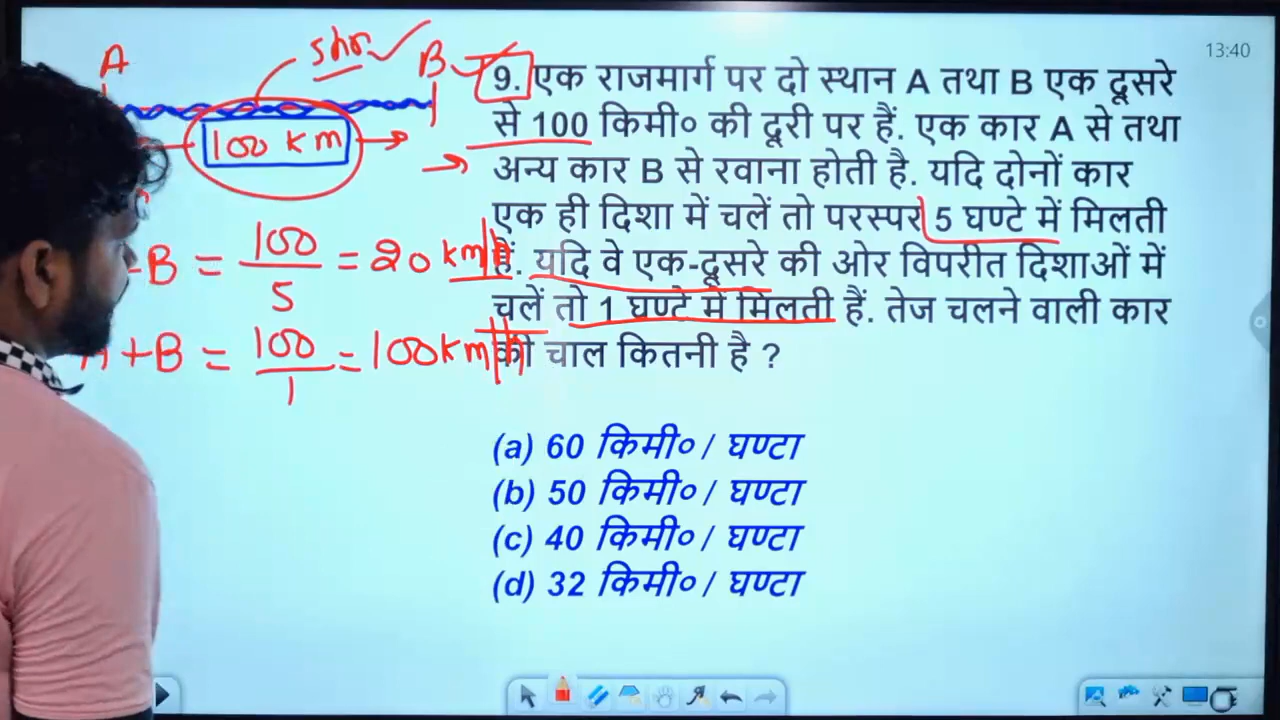 13:40
A
5hr
B
100 km
-B = 100/5 = 20 km/h
A+B = 100/1 = 100km/h
9. एक राजमार्ग पर दो स्थान A तथा B एक दूसरे
से 100 किमी० की दूरी पर हैं. एक कार A से तथा
अन्य कार B से रवाना होती है. यदि दोनों कार
एक ही दिशा में चलें तो परस्पर 5 घण्टे में मिलती
हैं. यदि वे एक-दूसरे की ओर विपरीत दिशाओं में
चलें तो 1 घण्टे में मिलती हैं. तेज चलने वाली कार
की चाल कितनी है ?
(a) 60 किमी० / घण्टा
(b) 50 किमी० / घण्टा
(c) 40 किमी० / घण्टा
(d) 32 किमी० / घण्टा